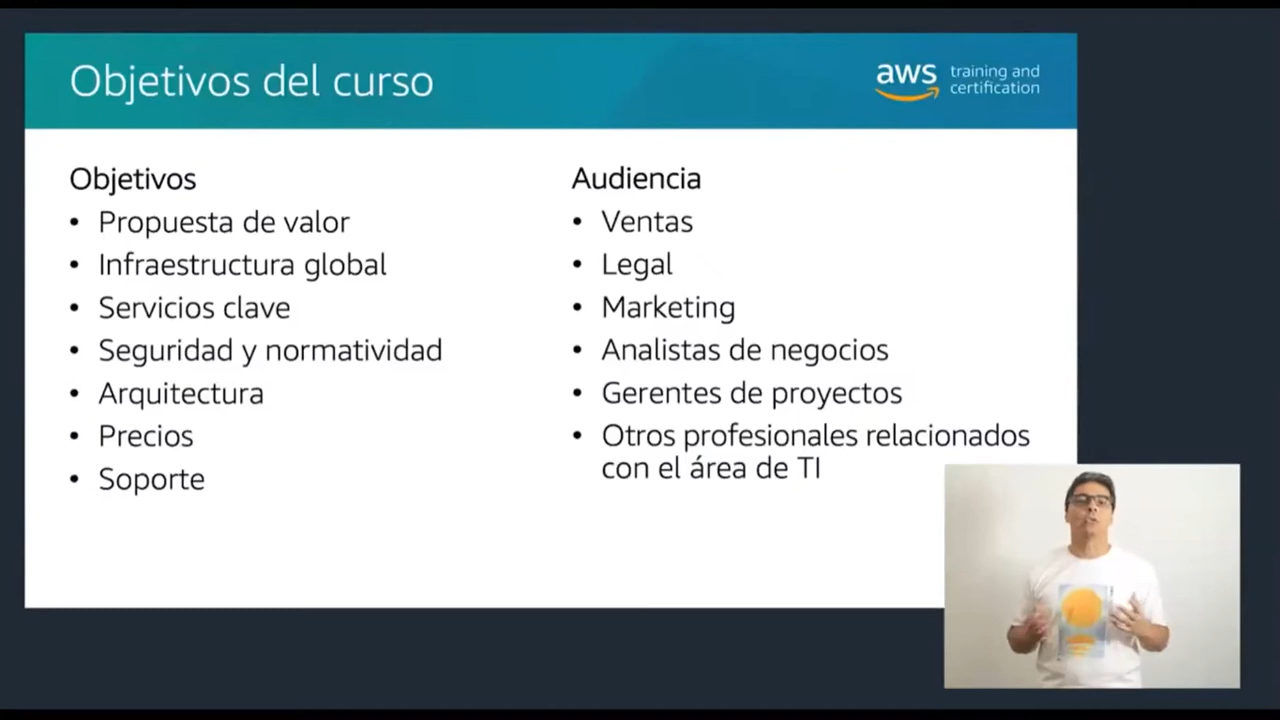 Objetivos del curso
aws training and
certification
Objetivos
• Propuesta de valor
• Infraestructura global
• Servicios clave
• Seguridad y normatividad
• Arquitectura
• Precios
• Soporte
Audiencia
• Ventas
• Legal
• Marketing
• Analistas de negocios
• Gerentes de proyectos
• Otros profesionales relacionados
con el área de TI